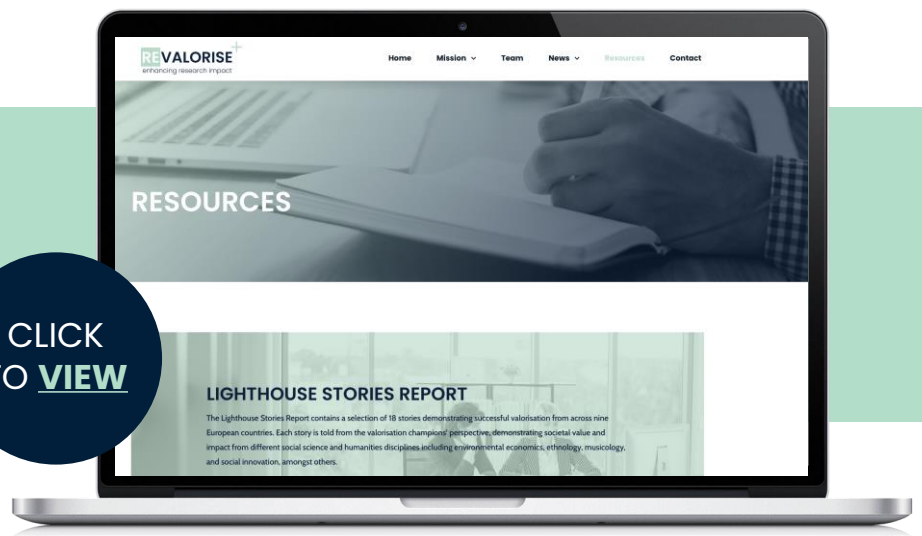 REVALORISE+
enhancing research impact
Home Mission Team News Resources Contact
RESOURCES
CLICK
TO VIEW
LIGHTHOUSE STORIES REPORT
The Lighthouse Stories Report contains a selection of 18 stories demonstrating successful valorisation from across nine
European countries. Each story is told from the valorisation champions' perspective, demonstrating societal value and
impact from different social science and humanities disciplines including environmental economics, ethnology, musicology,
and social innovation, amongst others.